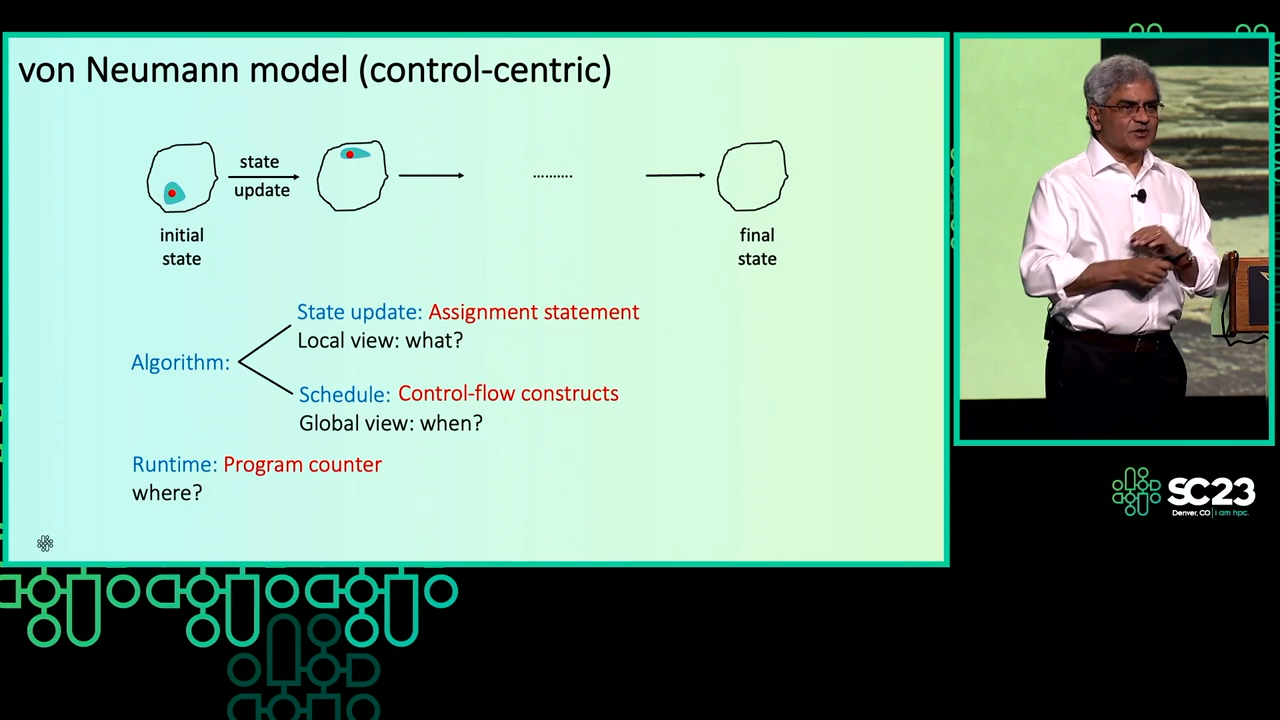 von Neumann model (control-centric)
state
update
..........
initial
state
final
state
State update: Assignment statement
Local view: what?
Algorithm:
Schedule: Control-flow constructs
Global view: when?
Runtime: Program counter
where?
SC23
Denver, CO | i am hpc.